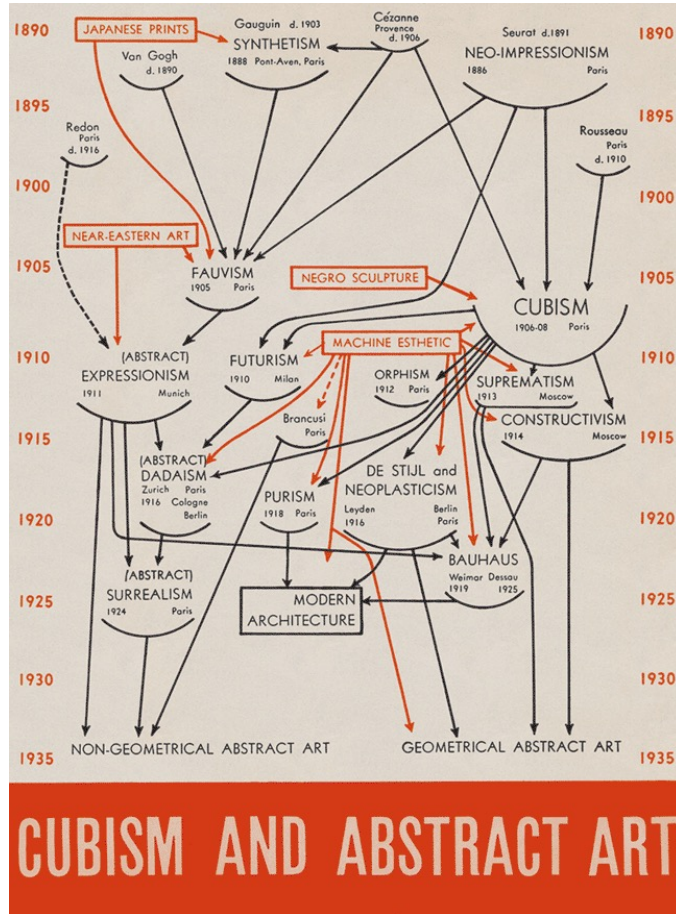 1890
JAPANESE PRINTS
Gauguin d. 1903
SYNTHETISM
1888 Pont-Aven, Paris
Cézanne
Provence
d. 1906
Seurat d.1891
NEO-IMPRESSIONISM
1886 Paris
1890
Van Gogh
d. 1890
1895
1895
Redon
Paris
d. 1916
Rousseau
Paris
d. 1910
1900
1900
NEAR-EASTERN ART
1905
FAUVISM
1905 Paris
NEGRO SCULPTURE
1905
CUBISM
1906-08 Paris
1910
(ABSTRACT)
EXPRESSIONISM
1911 Munich
FUTURISM
1910 Milan
MACHINE ESTHETIC
ORPHISM
1912 Paris
SUPREMATISM
1913 Moscow
1910
Brancusi
Paris
CONSTRUCTIVISM
1914 Moscow
1915
1915
(ABSTRACT)
DADAISM
Zurich Paris
1916 Cologne
Berlin
PURISM
1918 Paris
DE STIJL and
NEOPLASTICISM
Leyden Berlin
1916 Paris
1920
1920
(ABSTRACT)
SURREALISM
1924 Paris
MODERN
ARCHITECTURE
BAUHAUS
Weimar Dessau
1919 1925
1925
1925
1930
1930
1935
NON-GEOMETRICAL ABSTRACT ART
GEOMETRICAL ABSTRACT ART
1935
CUBISM AND ABSTRACT ART